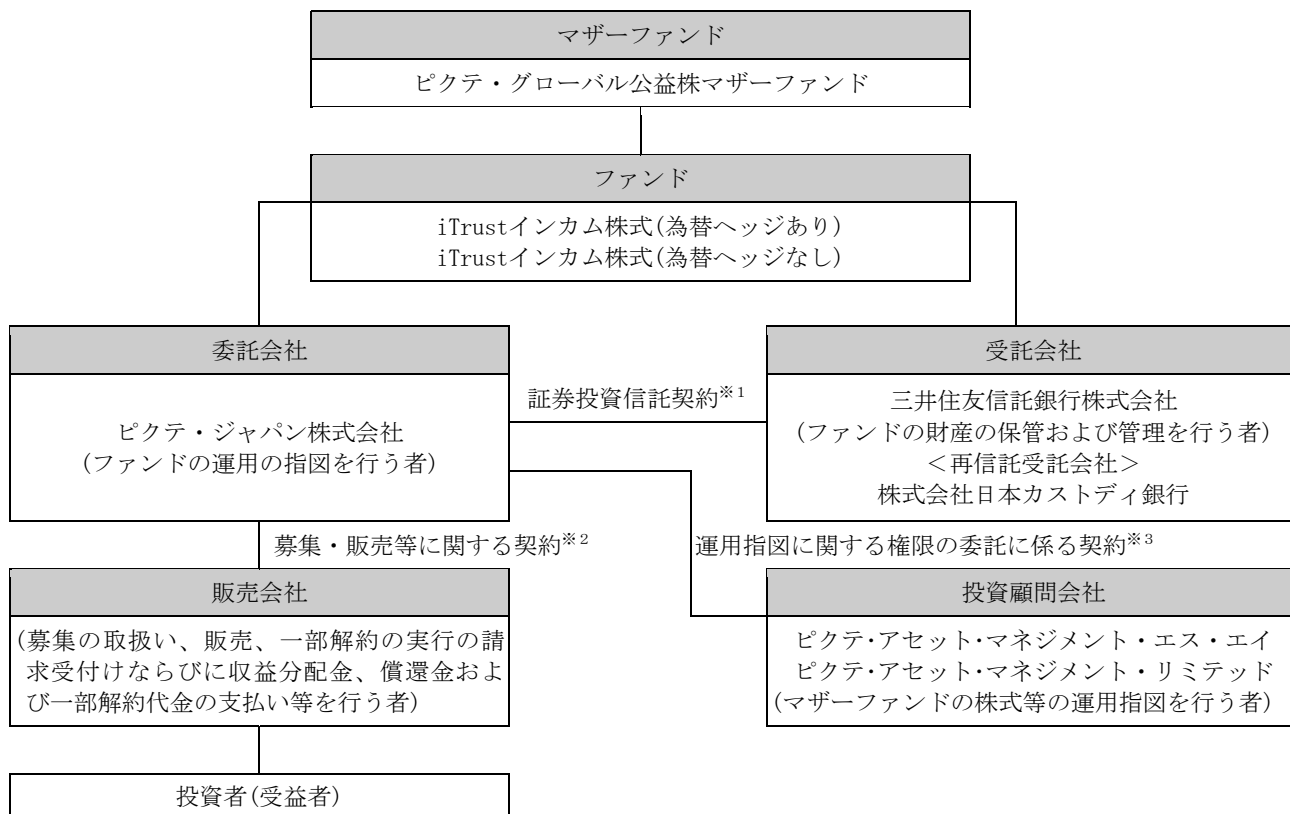 マザーファンド
ピクテ・グローバル公益株マザーファンド
ファンド
iTrustインカム株式(為替ヘッジあり)
iTrustインカム株式(為替ヘッジなし)
委託会社
ピクテ・ジャパン株式会社
(ファンドの運用の指図を行う者)
証券投資信託契約※1
受託会社
三井住友信託銀行株式会社
(ファンドの財産の保管および管理を行う者)
<再信託受託会社>
株式会社日本カストディ銀行
募集・販売等に関する契約※2
運用指図に関する権限の委託に係る契約※3
販売会社
(募集の取扱い、販売、一部解約の実行の請
求受付けならびに収益分配金、償還金およ
び一部解約代金の支払い等を行う者)
投資顧問会社
ピクテ・アセット・マネジメント・エス・エイ
ピクテ・アセット・マネジメント・リミテッド
(マザーファンドの株式等の運用指図を行う者)
投資者(受益者)